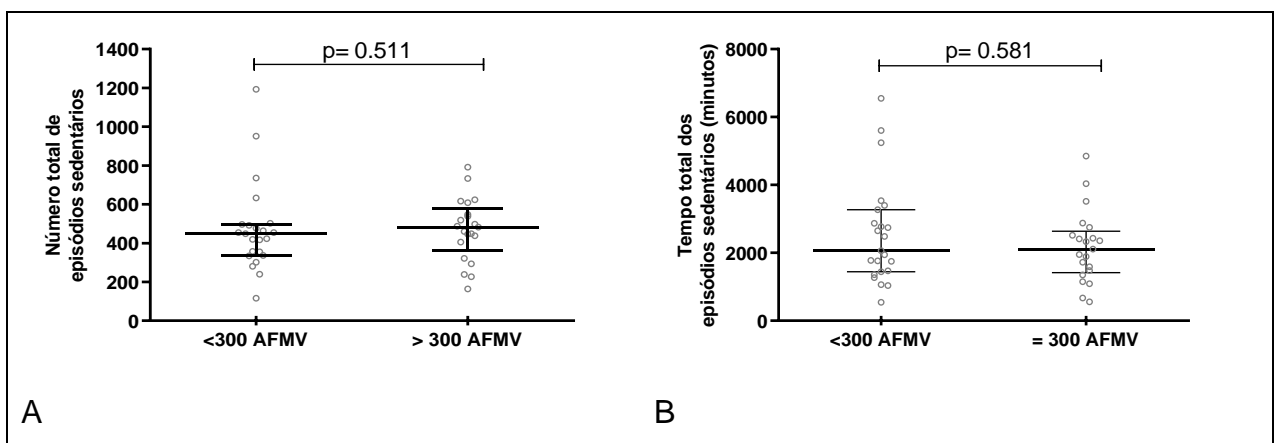 p= 0.511
Número total de
episódios sedentários
1400
1200
1000
800
600
400
200
0
<300 AFMV
> 300 AFMV
A
p= 0.581
Tempo total dos
episódios sedentários (minutos)
8000
6000
4000
2000
0
<300 AFMV
= 300 AFMV
B